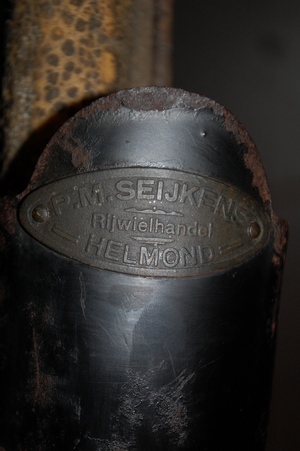 M. SEIJKENS
Rijwielhandel
HELMOND